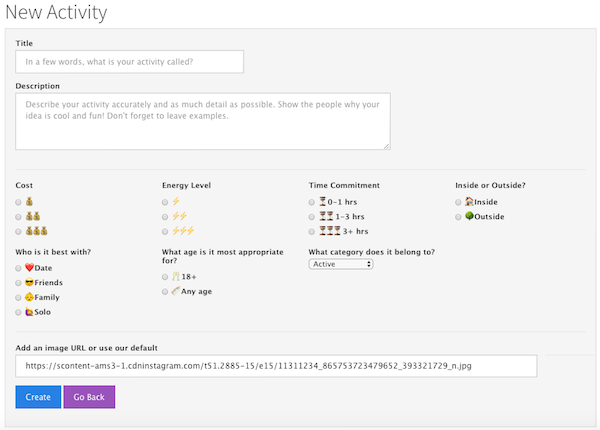 New Activity
Title
In a few words, what is your activity called?
Description
Describe your activity accurately and as much detail as possible. Show the people why your
idea is cool and fun! Don't forget to leave examples.
Cost
Energy Level
Time Commitment
0-1 hrs
1-3 hrs
3+ hrs
Inside or Outside?
Inside
Outside
Who is it best with?
Date
Friends
Family
Solo
What age is it most appropriate
for?
18+
Any age
What category does it belong to?
Active
Add an image URL or use our default
https://scontent-ams3-1.cdninstagram.com/t51.2885-15/e15/11311234_865753723479652_393321729_n.jpg
Create
Go Back